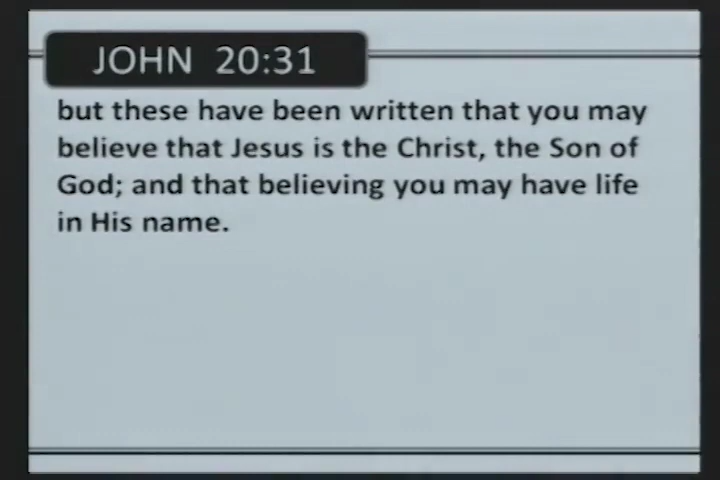 JOHN 20:31
but these have been written that you may
believe that Jesus is the Christ, the Son of
God; and that believing you may have life
in His name.